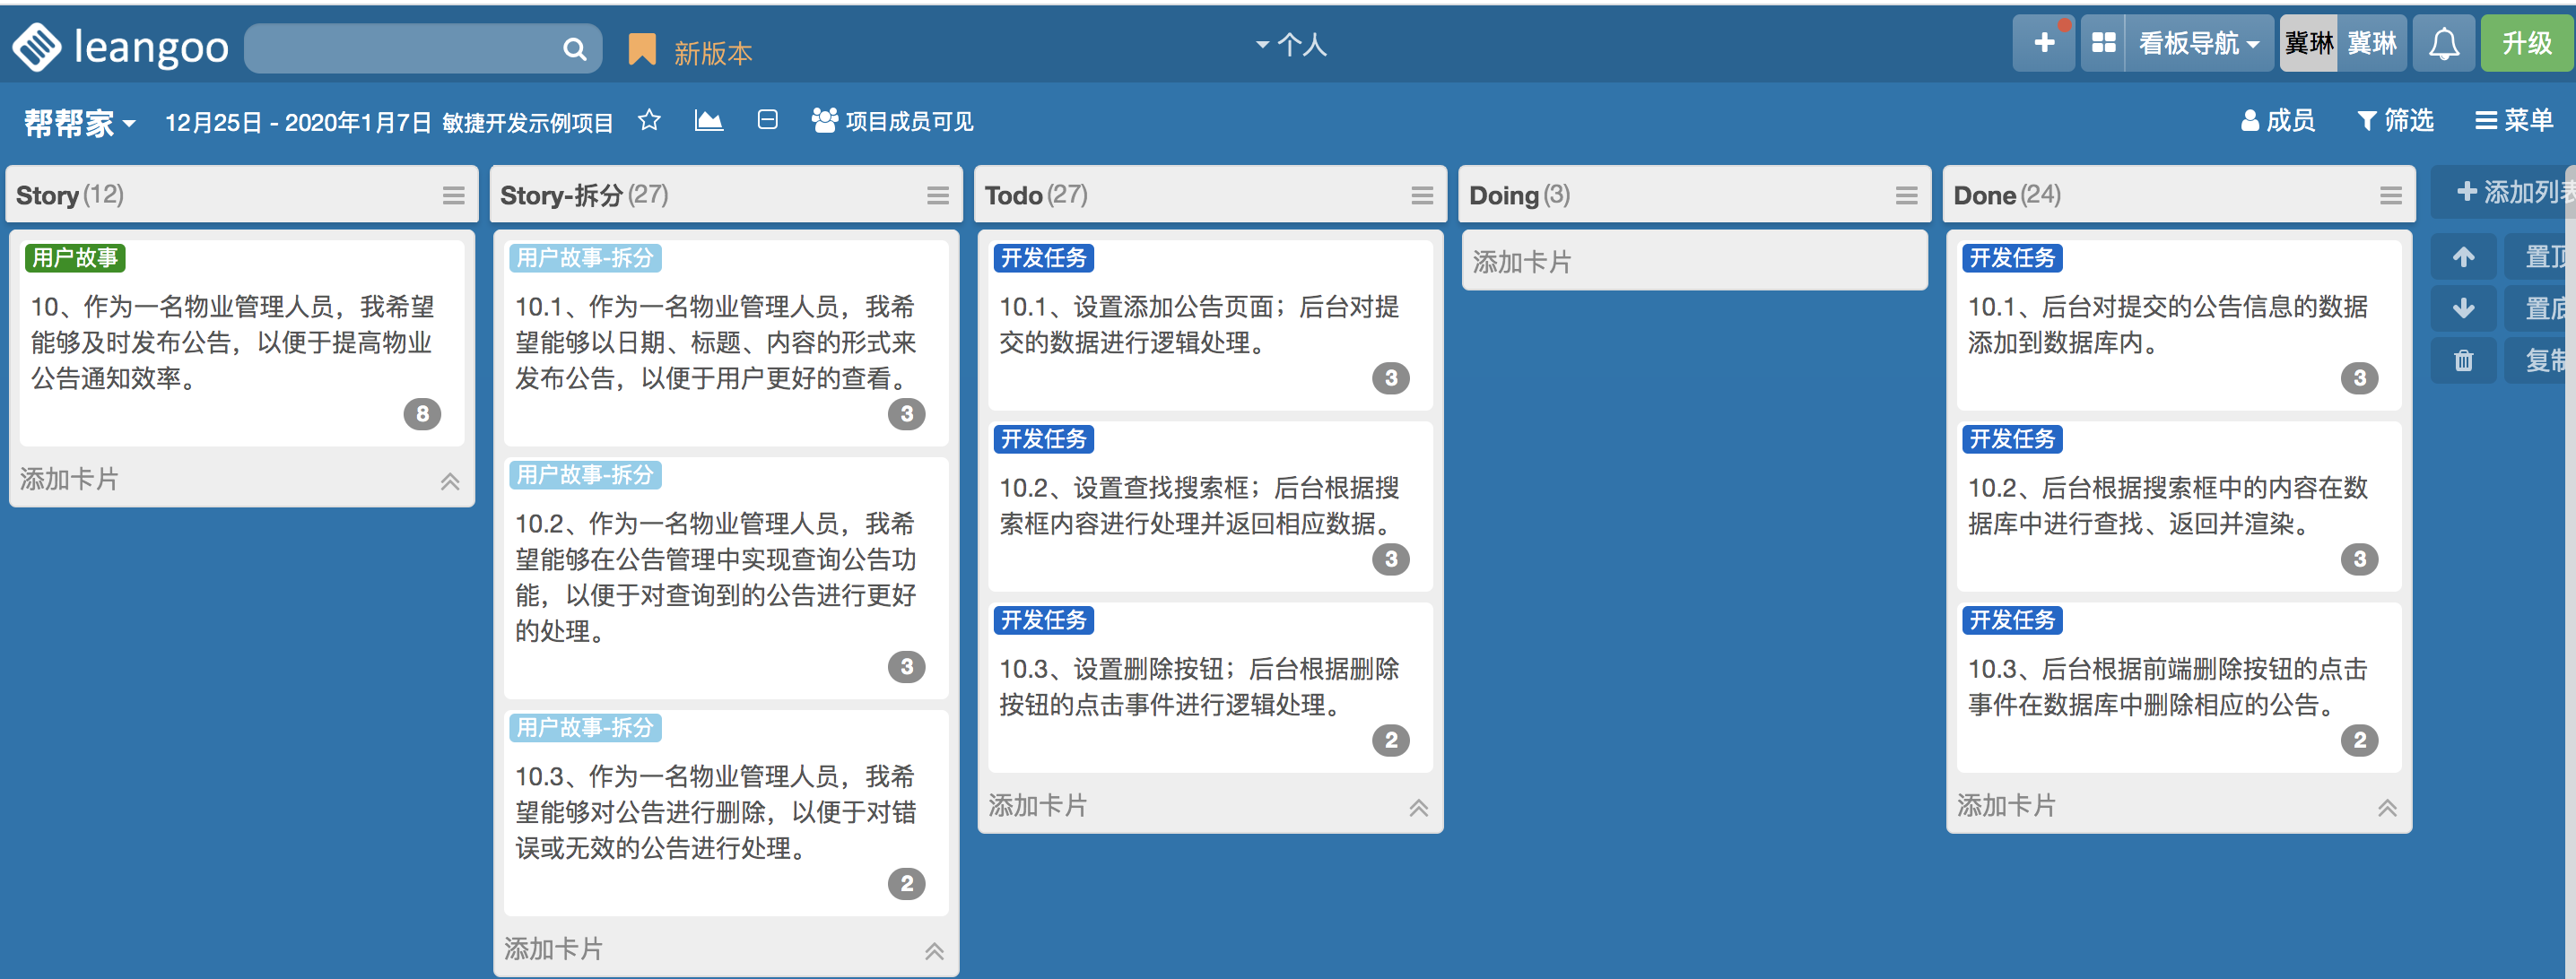 leangoo
新版本
个人
看板导航
冀琳
冀琳
升级
帮帮家
12月25日 - 2020年1月7日 敏捷开发示例项目
项目成员可见
成员
筛选
菜单
Story (12)
用户故事
10、作为一名物业管理人员，我希望
能够及时发布公告，以便于提高物业
公告通知效率。
8
添加卡片
Story-拆分 (27)
用户故事-拆分
10.1、作为一名物业管理人员，我希
望能够以日期、标题、内容的形式来
发布公告，以便于用户更好的查看。
3
用户故事-拆分
10.2、作为一名物业管理人员，我希
望能够在公告管理中实现查询公告功
能，以便于对查询到的公告进行更好
的处理。
3
用户故事-拆分
10.3、作为一名物业管理人员，我希
望能够对公告进行删除，以便于对错
误或无效的公告进行处理。
2
添加卡片
Todo (27)
开发任务
10.1、设置添加公告页面；后台对提
交的数据进行逻辑处理。
3
开发任务
10.2、设置查找搜索框；后台根据搜
索框内容进行处理并返回相应数据。
3
开发任务
10.3、设置删除按钮；后台根据删除
按钮的点击事件进行逻辑处理。
2
添加卡片
Doing (3)
添加卡片
Done (24)
开发任务
10.1、后台对提交的公告信息的数据
添加到数据库内。
3
开发任务
10.2、后台根据搜索框中的内容在数
据库中进行查找、返回并渲染。
3
开发任务
10.3、后台根据前端删除按钮的点击
事件在数据库中删除相应的公告。
2
添加卡片
添加列表
置顶
置底
复制